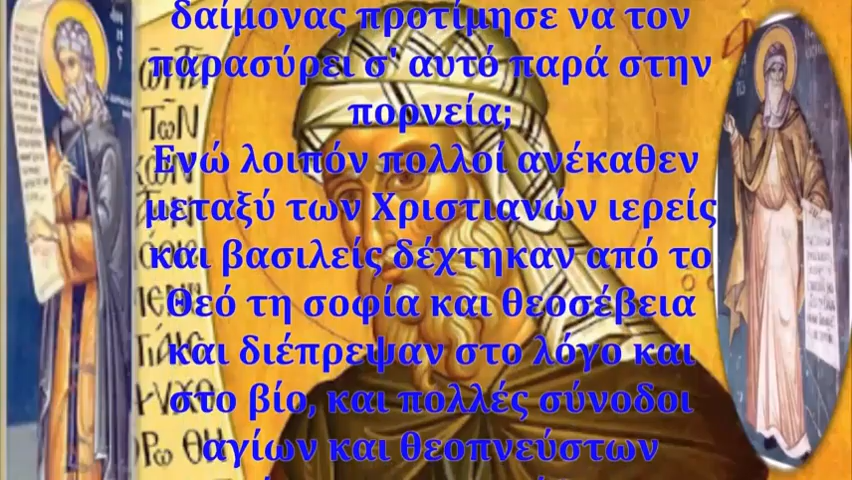 δαίμονας προτίμησε να τον
παρασύρει σ' αυτό παρά στην
πορνεία;
Ενώ λοιπόν πολλοί ανέκαθεν
μεταξύ των Χριστιανών ιερείς
και βασιλείς δέχτηκαν από το
Θεό τη σοφία και θεοσέβεια
και διέπρεψαν στο λόγο και
στο βίο, και πολλές σύνοδοι
αγίων και θεοπνεύστων